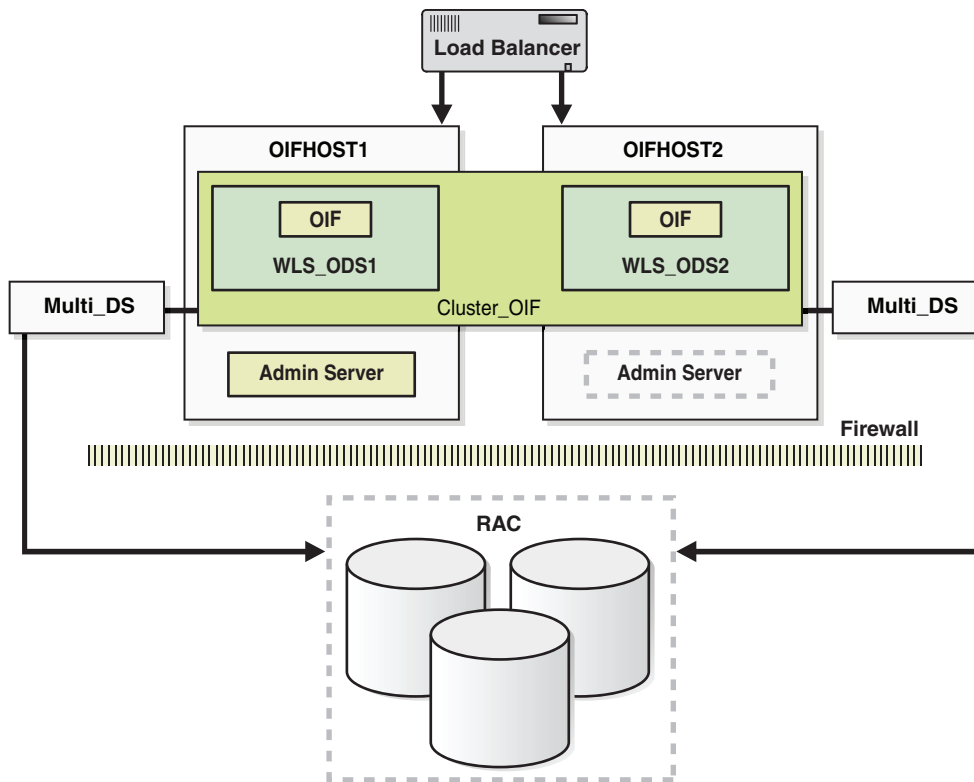 Load Balancer
OIFHOST1
OIFHOST2
OIF
WLS_ODS1
OIF
WLS_ODS2
Multi_DS
Cluster_OIF
Multi_DS
Admin Server
Admin Server
Firewall
RAC